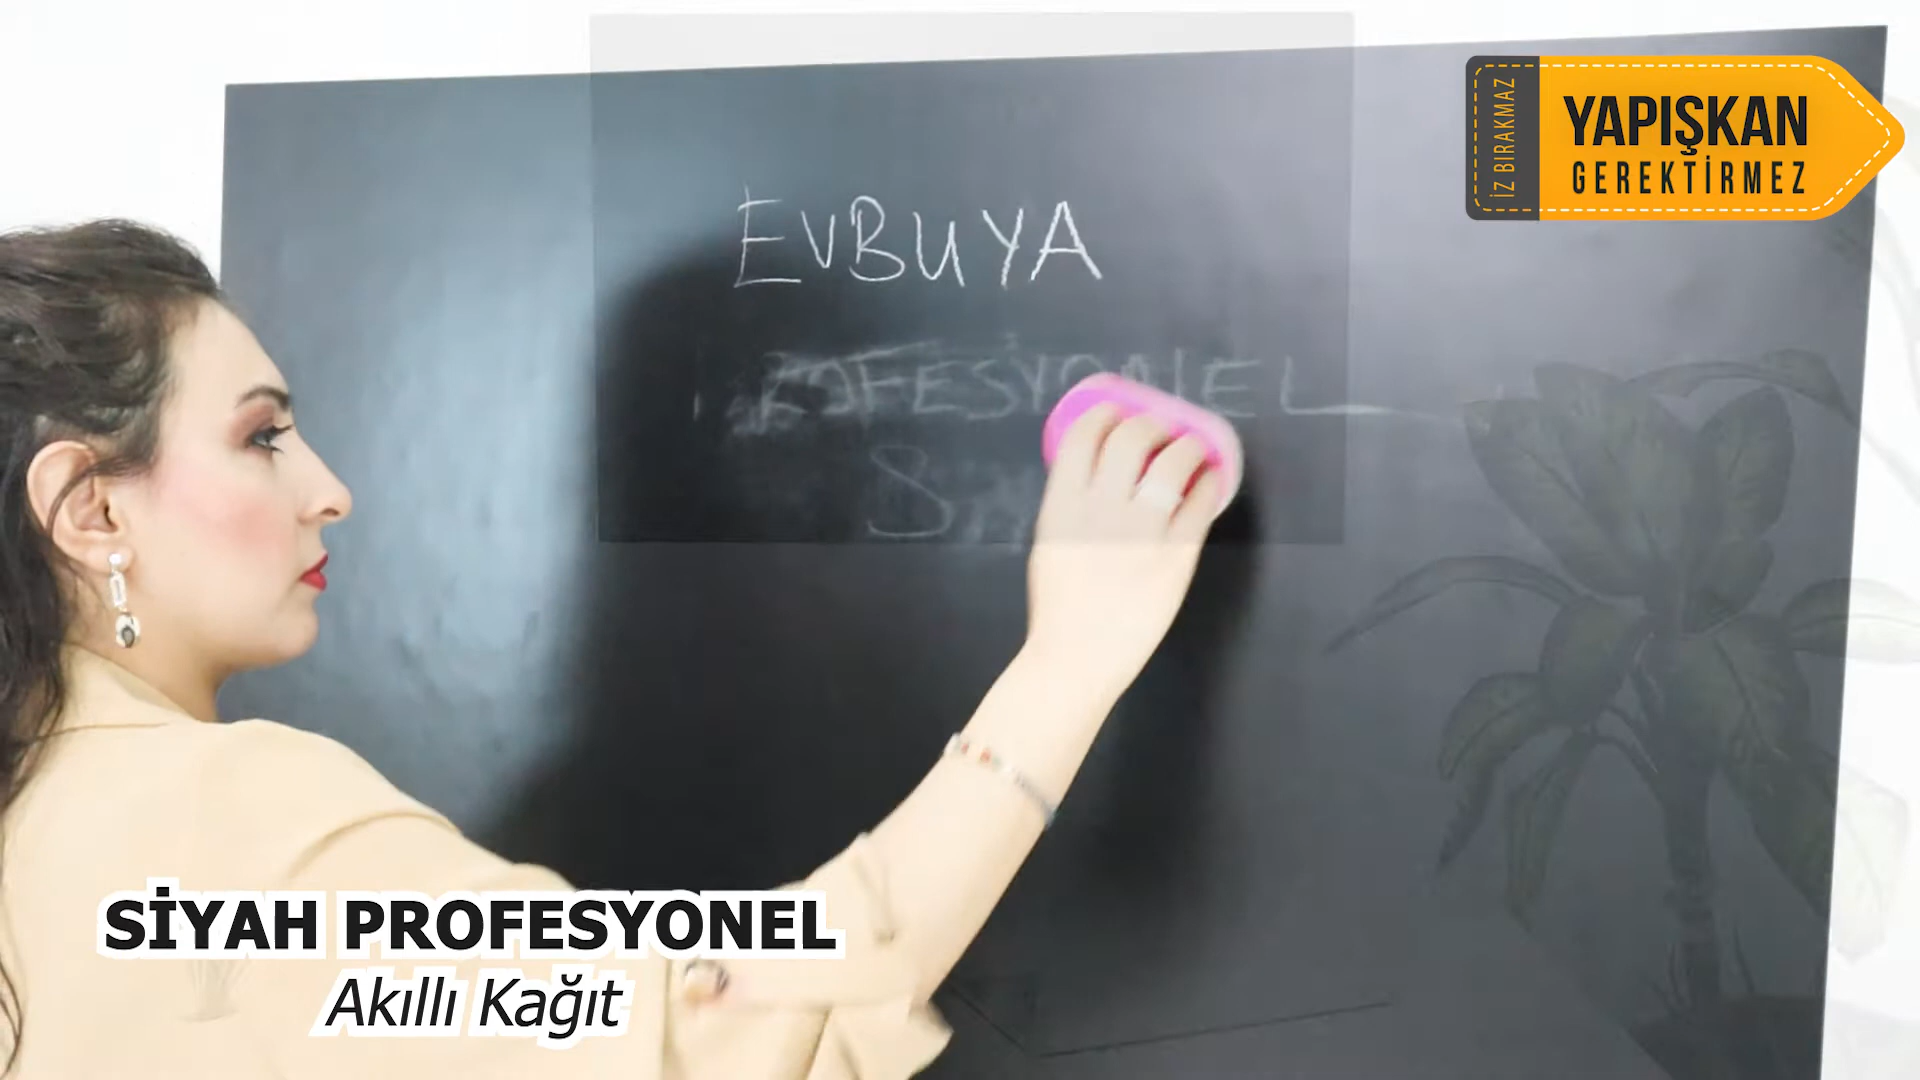 İZ BIRAKMAZ
YAPIŞKAN
GEREKTİRMEZ
EVBUYA
SİYAH PROFESYONEL
Akıllı Kağıt